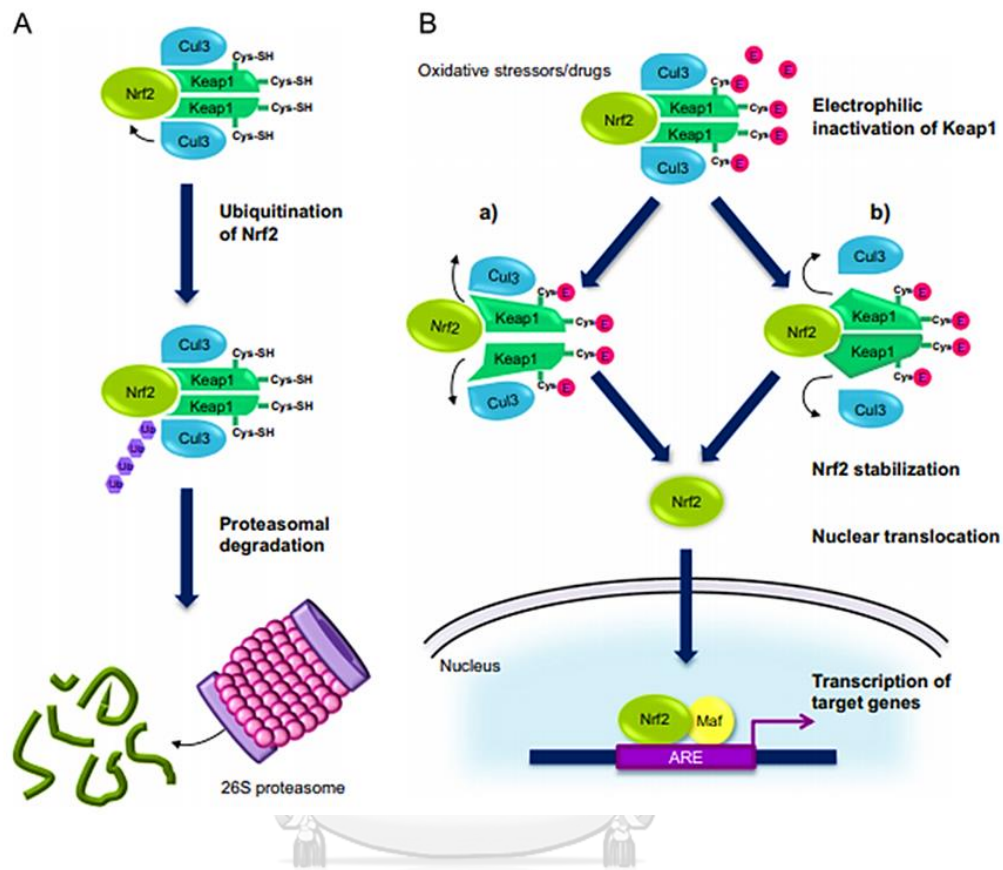 A
Cul3
Cys-SH
Keap1
Cys-SH
Nrf2
Keap1
Cys-SH
Cys-SH
Cul3
Ubiquitination
of Nrf2
Cul3
Cys-SH
Keap1
Cys-SH
Nrf2
Keap1
Cys-SH
Cys-SH
Cul3
Ub
Ub
Ub
Ub
Proteasomal
degradation
26S proteasome
B
Oxidative stressors/drugs
E
E
Cul3
Cys
E
Keap1
Cys
E
Nrf2
Keap1
Cys
E
Cys
E
Cul3
Electrophilic
inactivation of Keap1
a)
Cul3
Cys
E
Keap1
Cys
E
Nrf2
Keap1
Cys
E
Cys
E
Cul3
b)
Cul3
Cys
E
Keap1
Cys
E
Nrf2
Keap1
Cys
E
Cys
E
Cul3
Nrf2 stabilization
Nrf2
Nuclear translocation
Nucleus
Transcription of
target genes
Nrf2
Maf
ARE